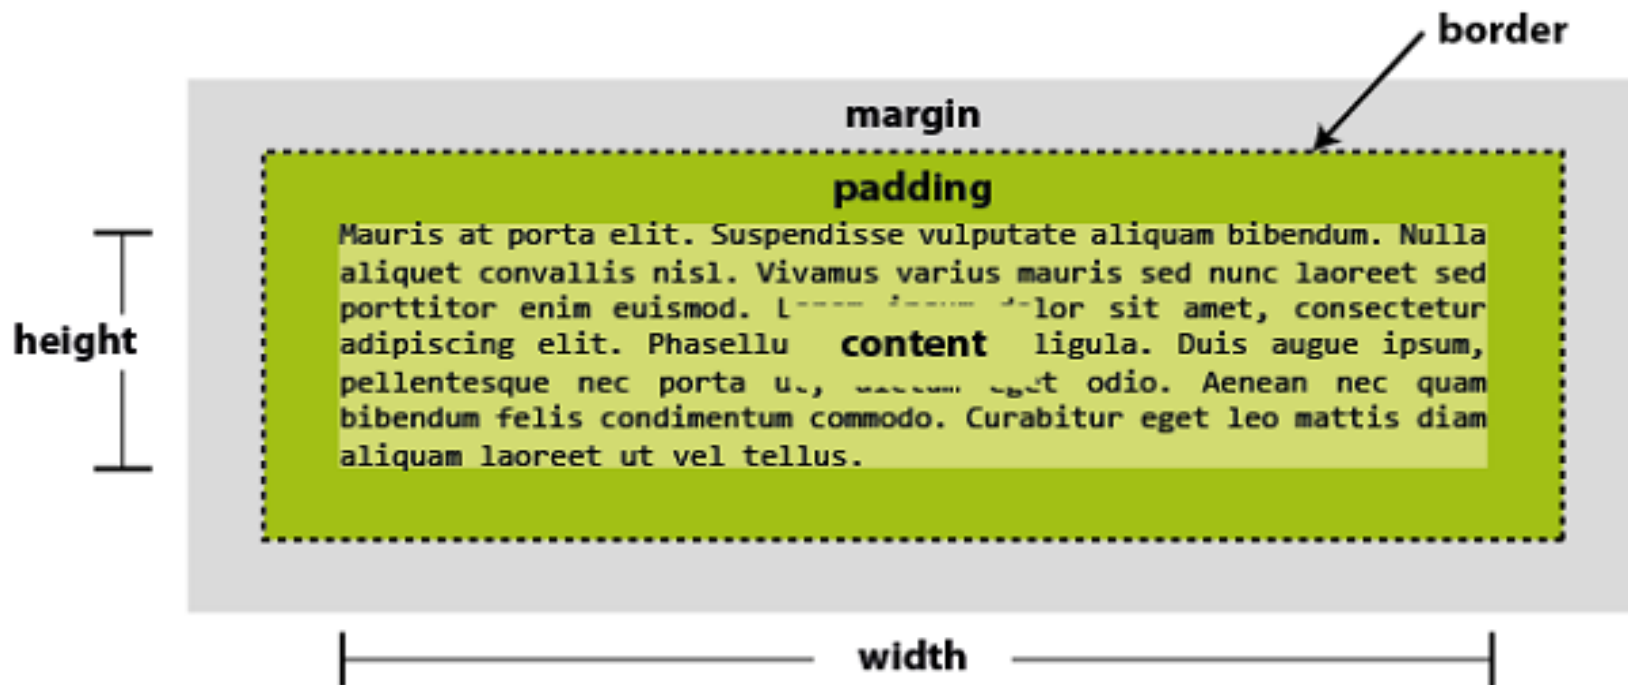 border
margin
padding
Mauris at porta elit. Suspendisse vulputate aliquam bibendum. Nulla
aliquet convallis nisl. Vivamus varius mauris sed nunc laoreet sed
porttitor enim euismod. sit amet, consectetur
adipiscing elit. Phasellu content ligula. Duis augue ipsum,
pellentesque nec porta odio. Aenean nec quam
bibendum felis condimentum commodo. Curabitur eget leo mattis diam
aliquam laoreet ut vel tellus.
height
width